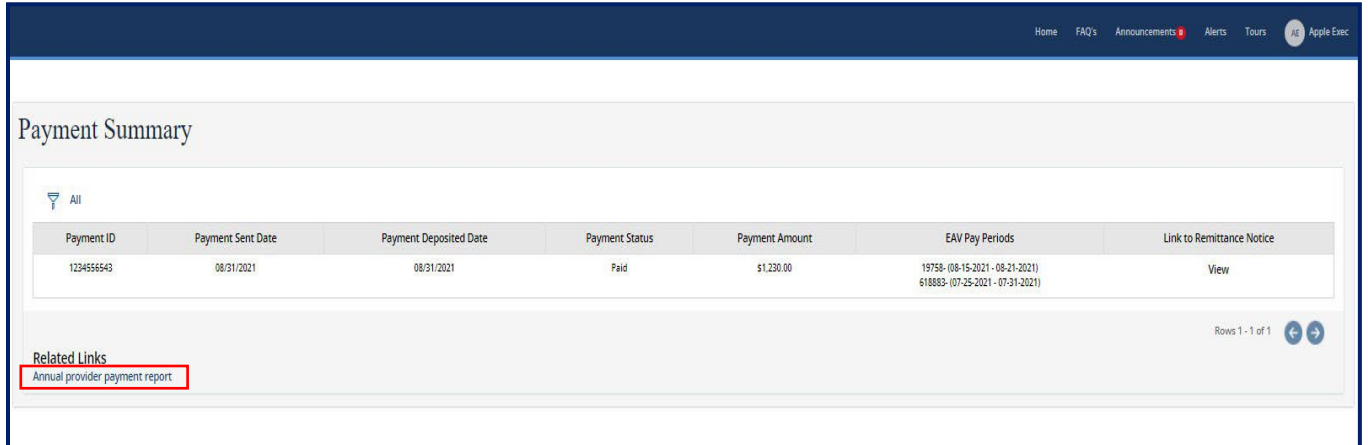 Home FAQ's Announcements Alerts Tours AE Apple Exec
Payment Summary
All
Payment ID Payment Sent Date Payment Deposited Date Payment Status Payment Amount EAV Pay Periods Link to Remittance Notice
1234556543 08/31/2021 08/31/2021 Paid $1,230.00 19758- (08-15-2021 - 08-21-2021) View
618883- (07-25-2021 - 07-31-2021)
Rows 1 - 1 of 1
Related Links
Annual provider payment report